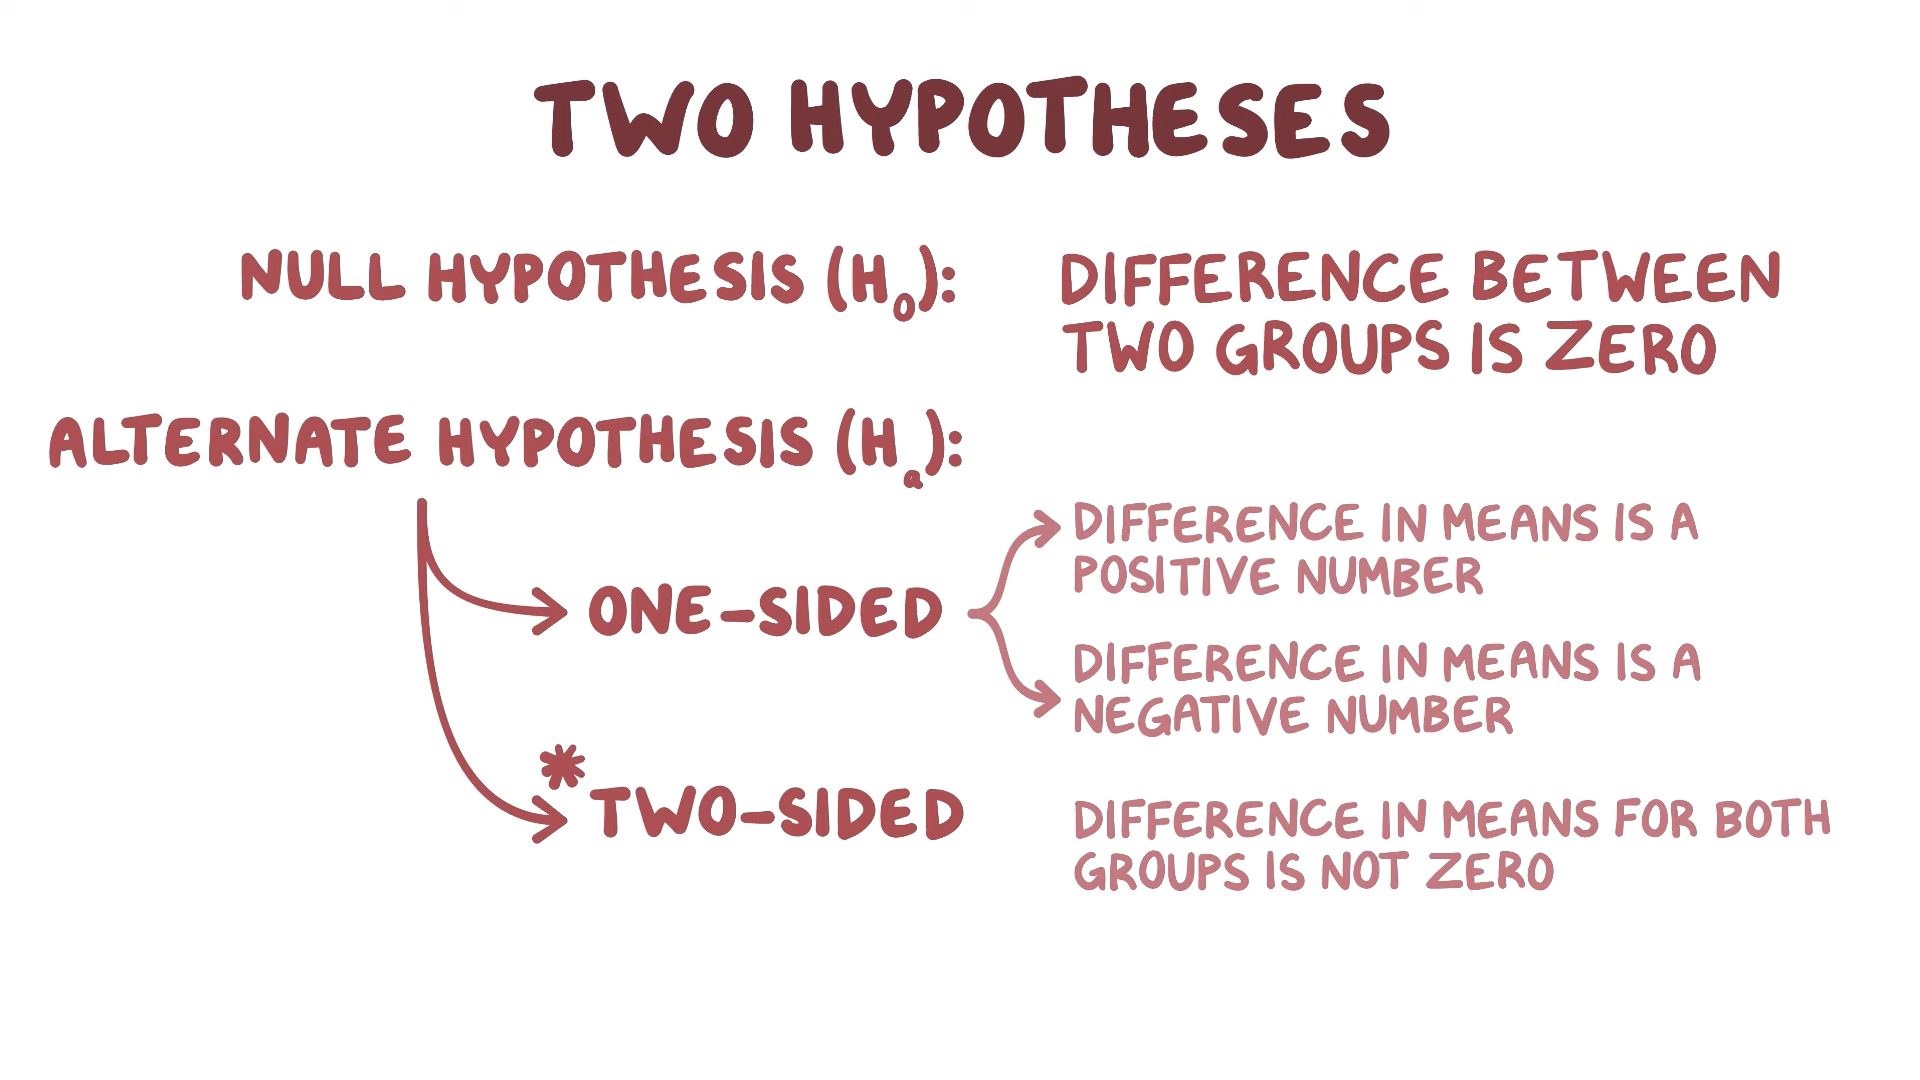 TWO HYPOTHESES
NULL HYPOTHESIS (H₀): DIFFERENCE BETWEEN
TWO GROUPS IS ZERO
ALTERNATE HYPOTHESIS (Hₐ):
DIFFERENCE IN MEANS IS A
POSITIVE NUMBER
ONE-SIDED
DIFFERENCE IN MEANS IS A
NEGATIVE NUMBER
*TWO-SIDED DIFFERENCE IN MEANS FOR BOTH
GROUPS IS NOT ZERO